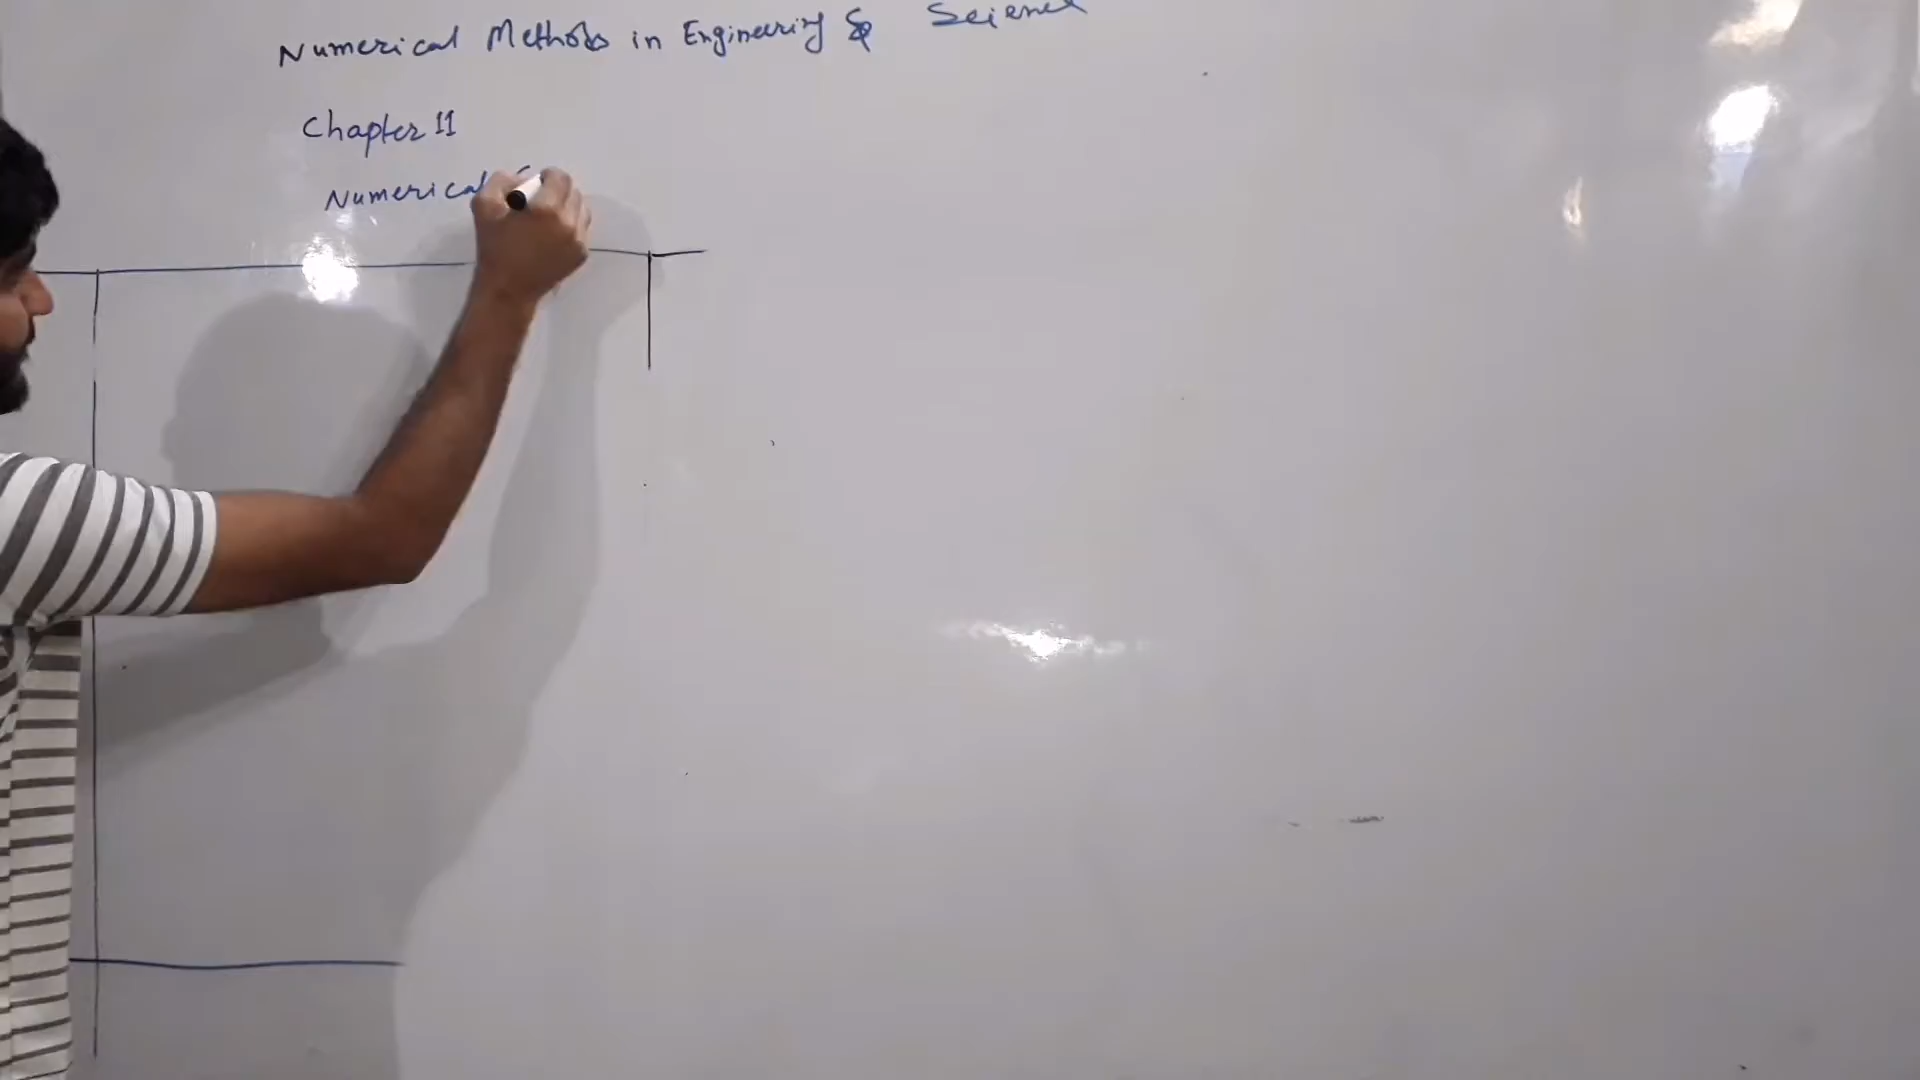 Numerical Methods in Engineering & Science
Chapter 11
Numerical